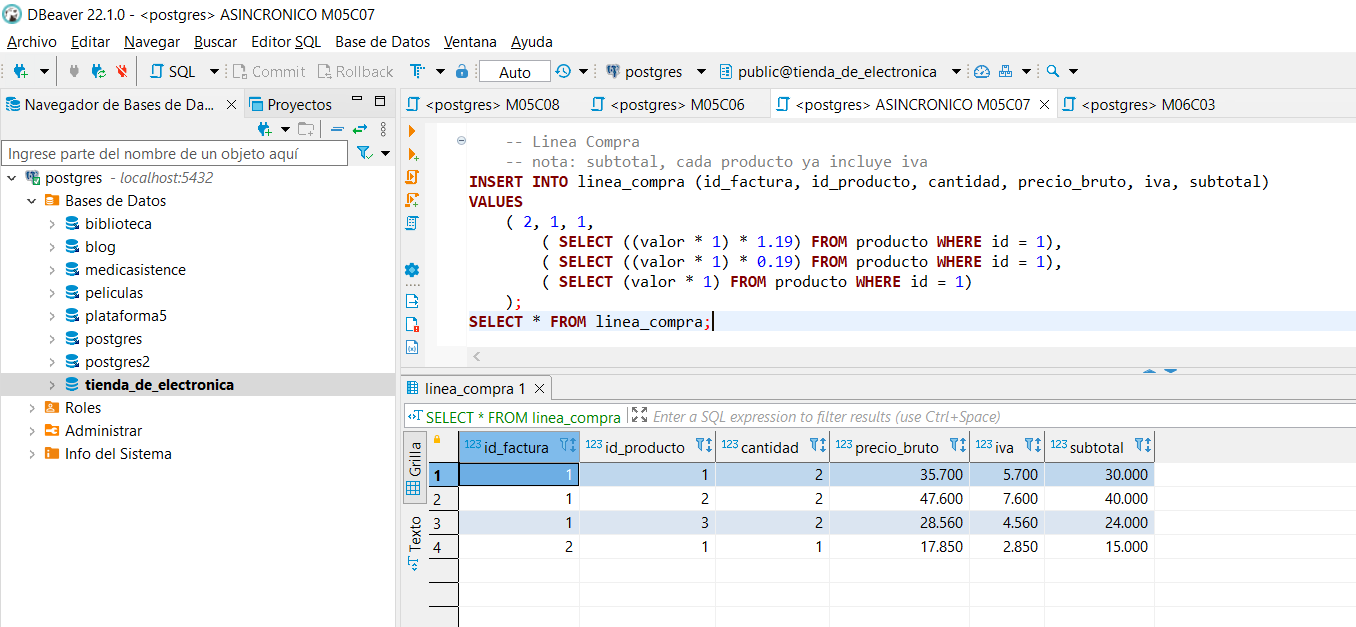 DBeaver 22.1.0 - <postgres> ASINCRONICO M05C07
Archivo Editar Navegar Buscar Editor SQL Base de Datos Ventana Ayuda
SQL Commit Rollback Auto postgres public@tienda_de_electronica
Navegador de Bases de Da... Proyectos
<postgres> M05C08 <postgres> M05C06 <postgres> ASINCRONICO M05C07 <postgres> M06C03
Ingrese parte del nombre de un objeto aquí
postgres - localhost:5432
Bases de Datos
biblioteca
blog
medicasistence
peliculas
plataforma5
postgres
postgres2
tienda_de_electronica
Roles
Administrar
Info del Sistema
-- Linea Compra
-- nota: subtotal, cada producto ya incluye iva
INSERT INTO linea_compra (id_factura, id_producto, cantidad, precio_bruto, iva, subtotal)
VALUES
( 2, 1, 1,
( SELECT ((valor * 1) * 1.19) FROM producto WHERE id = 1),
( SELECT ((valor * 1) * 0.19) FROM producto WHERE id = 1),
( SELECT (valor * 1) FROM producto WHERE id = 1)
);
SELECT * FROM linea_compra;
linea_compra 1
SELECT * FROM linea_compra Enter a SQL expression to filter results (use Ctrl+Space)
Grilla
Texto
123 id_factura 123 id_producto 123 cantidad 123 precio_bruto 123 iva 123 subtotal
1 1 1 2 35.700 5.700 30.000
2 1 2 2 47.600 7.600 40.000
3 1 3 2 28.560 4.560 24.000
4 2 1 1 17.850 2.850 15.000